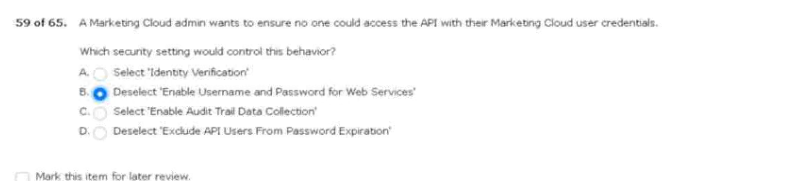 59 of 65. A Marketing Cloud admin wants to ensure no one could access the API with their Marketing Cloud user credentials.
Which security setting would control this behavior?
A. Select 'Identity Verification'
B. Deselect 'Enable Username and Password for Web Services'
C. Select 'Enable Audit Trail Data Collection'
D. Deselect 'Exclude API Users From Password Expiration'
Mark this item for later review.